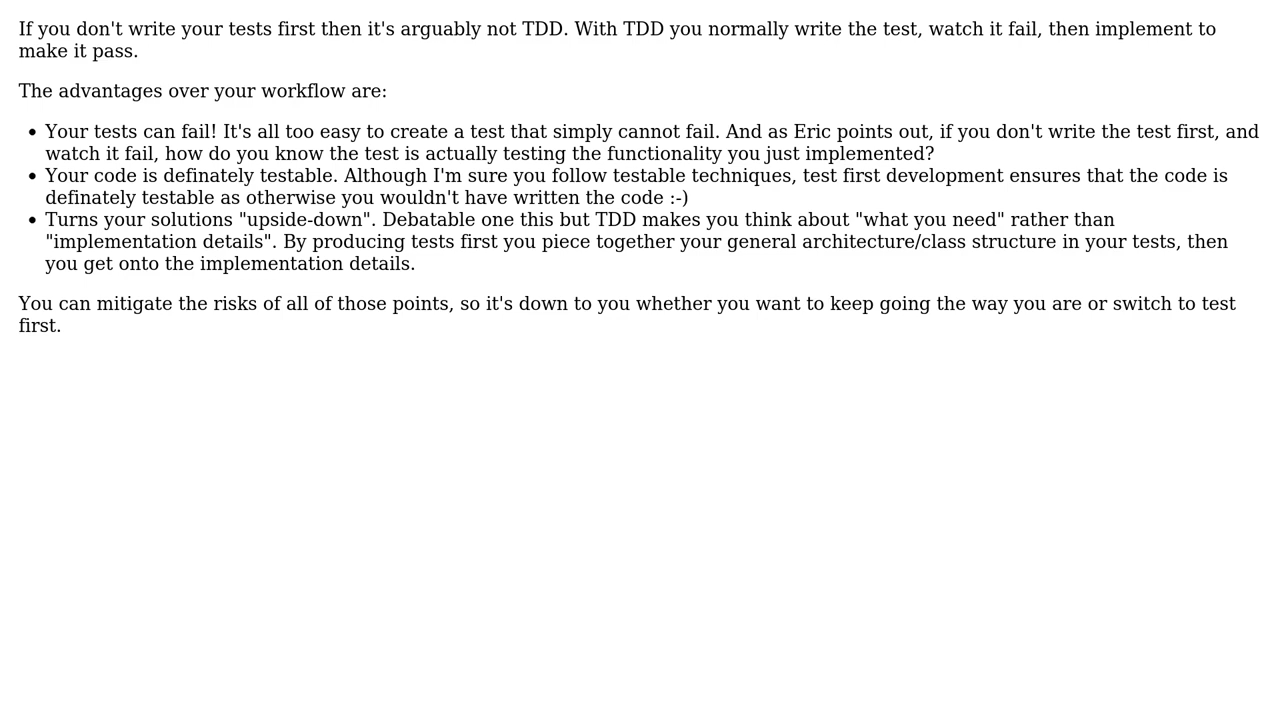 If you don't write your tests first then it's arguably not TDD. With TDD you normally write the test, watch it fail, then implement to
make it pass.
The advantages over your workflow are:
• Your tests can fail! It's all too easy to create a test that simply cannot fail. And as Eric points out, if you don't write the test first, and
watch it fail, how do you know the test is actually testing the functionality you just implemented?
• Your code is definately testable. Although I'm sure you follow testable techniques, test first development ensures that the code is
definately testable as otherwise you wouldn't have written the code :-)
• Turns your solutions "upside-down". Debatable one this but TDD makes you think about "what you need" rather than
"implementation details". By producing tests first you piece together your general architecture/class structure in your tests, then
you get onto the implementation details.
You can mitigate the risks of all of those points, so it's down to you whether you want to keep going the way you are or switch to test
first.